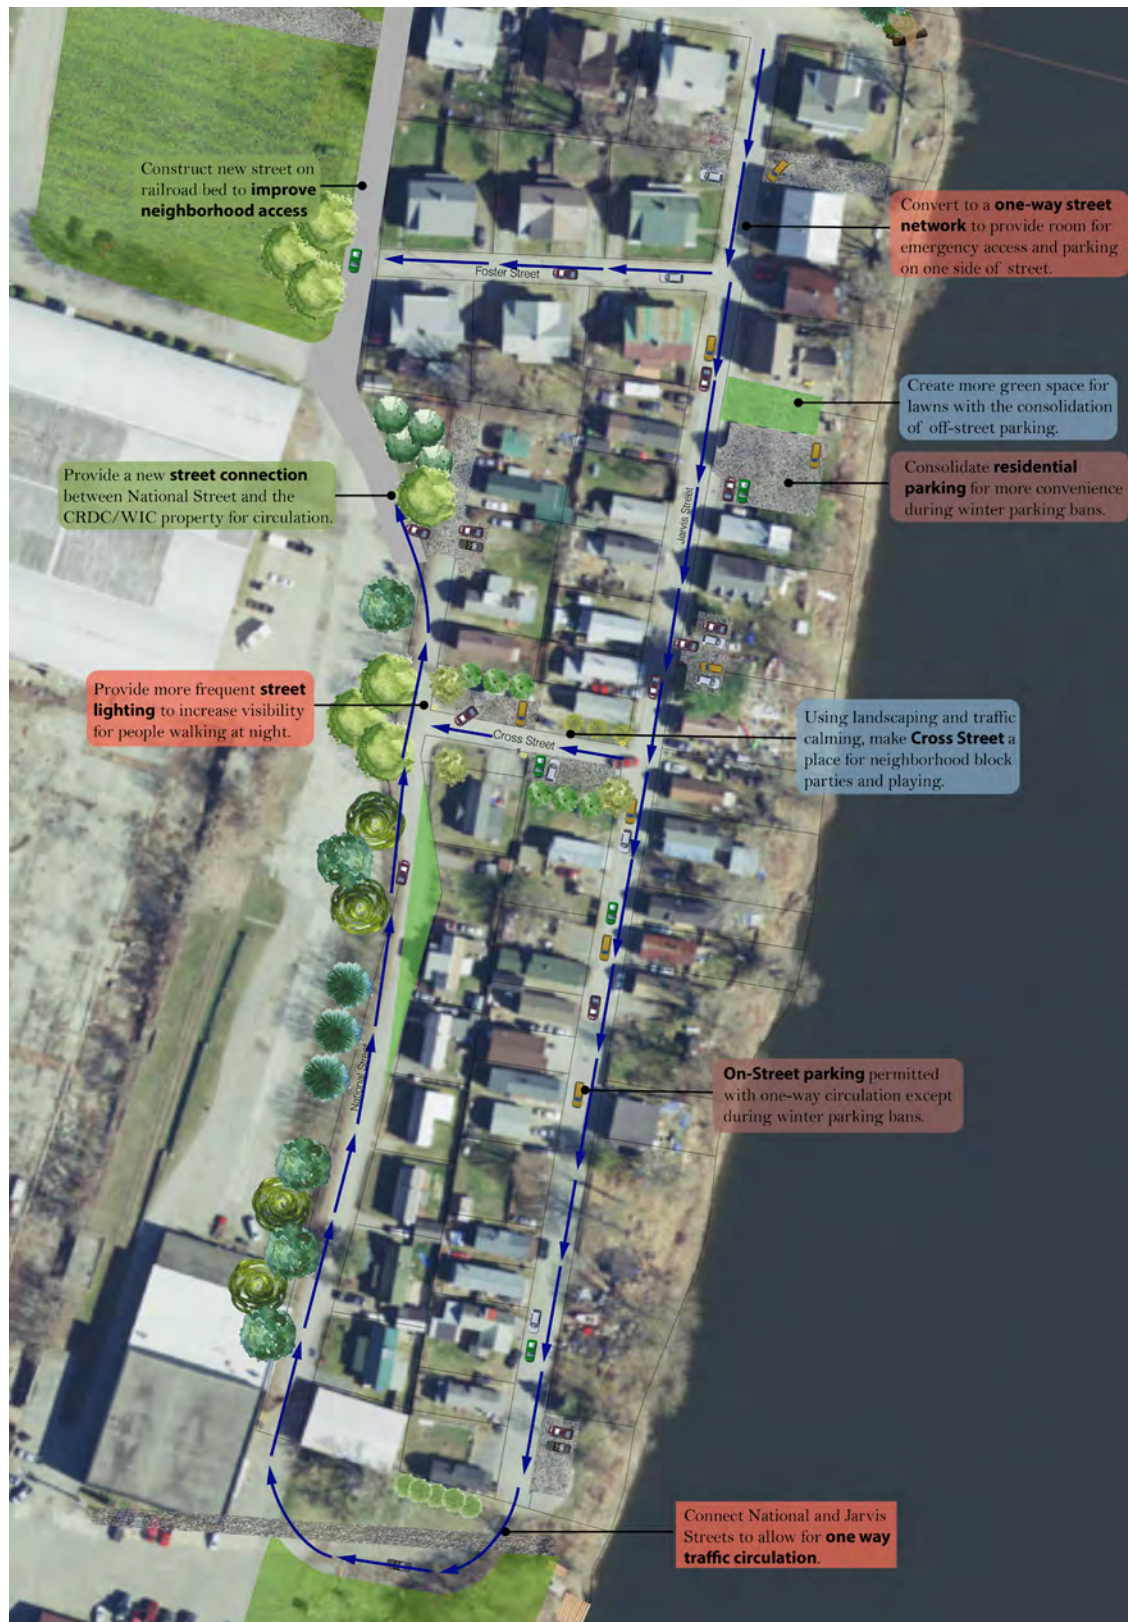 Construct new street on
railroad bed to improve
neighborhood access
Convert to a one-way street
network to provide room for
emergency access and parking
on one side of street.
Foster Street
Create more green space for
lawns with the consolidation
of off-street parking.
Provide a new street connection
between National Street and the
CRDC/WIC property for circulation.
Consolidate residential
parking for more convenience
during winter parking bans.
Jarvis Street
Provide more frequent street
lighting to increase visibility
for people walking at night.
Cross Street
Using landscaping and traffic
calming, make Cross Street a
place for neighborhood block
parties and playing.
National Street
On-Street parking permitted
with one-way circulation except
during winter parking bans.
Connect National and Jarvis
Streets to allow for one way
traffic circulation.